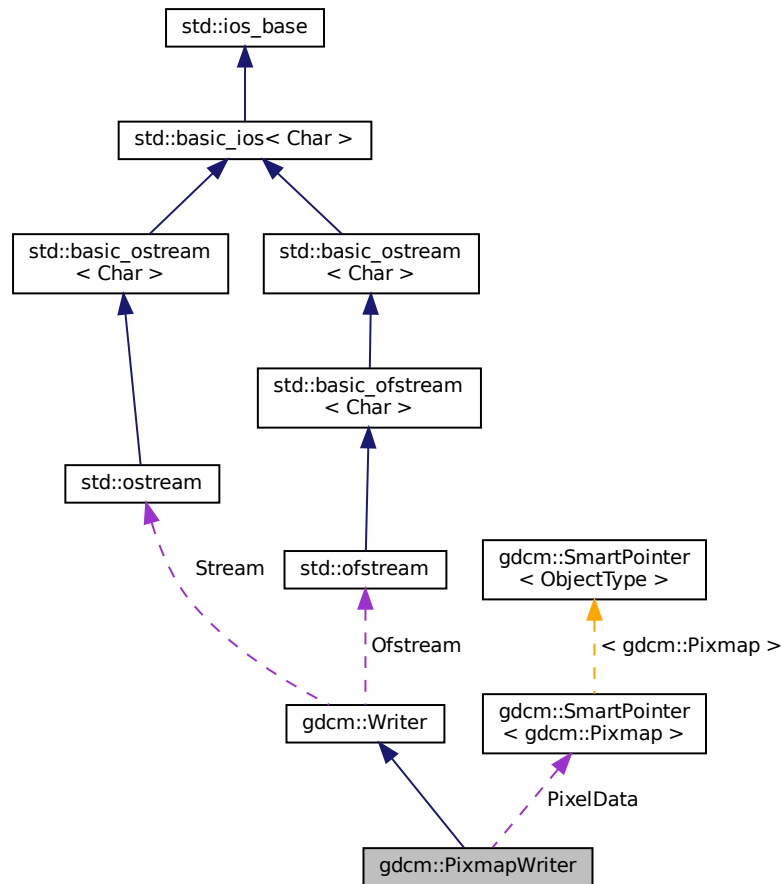 std::ios_base
std::basic_ios< Char >
std::basic_ostream
< Char >
std::basic_ostream
< Char >
std::basic_ofstream
< Char >
std::ostream
Stream
std::ofstream
gdcm::SmartPointer
< ObjectType >
Ofstream
< gdcm::Pixmap >
gdcm::Writer
gdcm::SmartPointer
< gdcm::Pixmap >
PixelData
gdcm::PixmapWriter